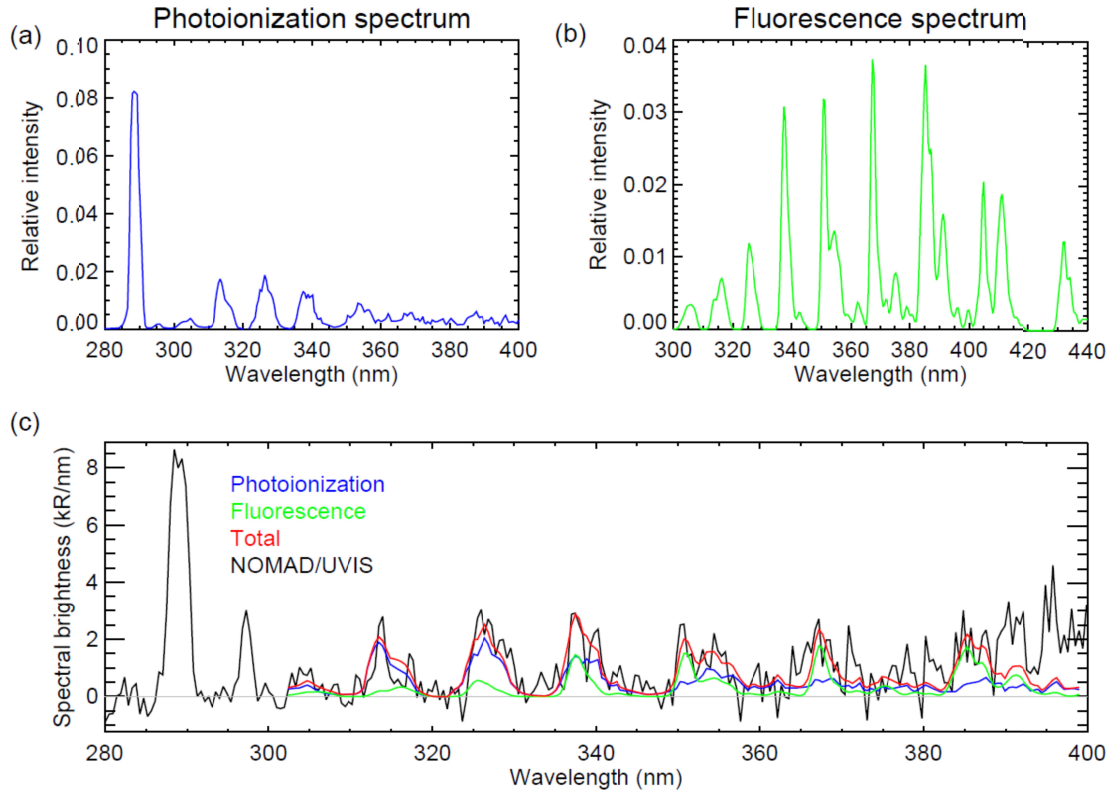 Photoionization spectrum
(a)
0.10
0.08
0.06
0.04
0.02
0.00
Relative intensity
280 300 320 340 360 380 400
Wavelength (nm)
Fluorescence spectrum
(b)
0.04
0.03
0.02
0.01
0.00
Relative intensity
300 320 340 360 380 400 420 440
Wavelength (nm)
(c)
8
6
4
2
0
Spectral brightness (kR/nm)
Photoionization
Fluorescence
Total
NOMAD/UVIS
280 300 320 340 360 380 400
Wavelength (nm)